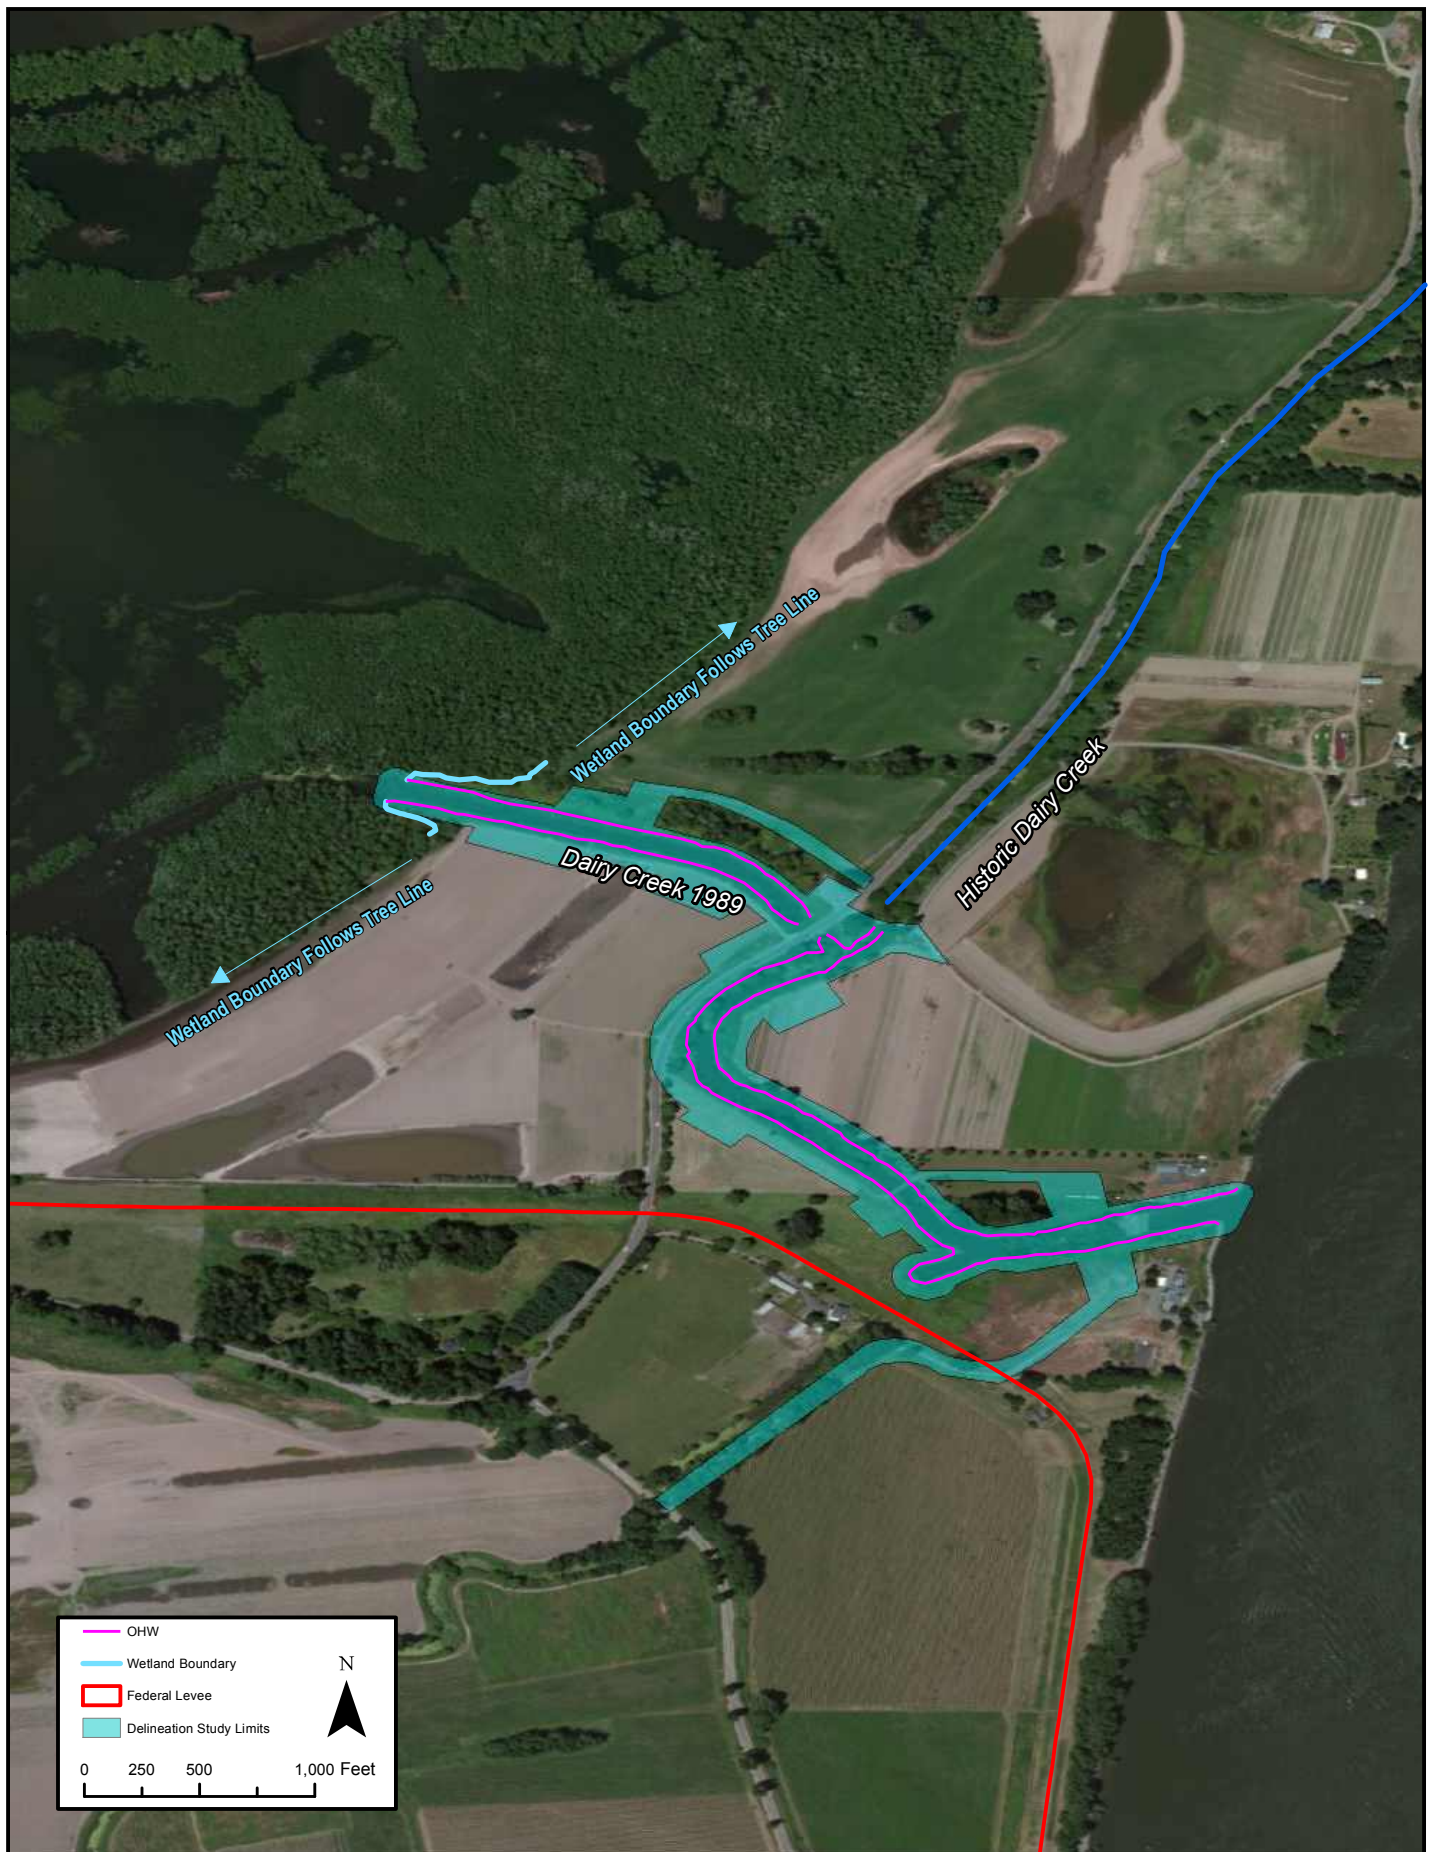 Wetland Boundary Follows Tree Line
Historic Dairy Creek
Dairy Creek 1989
Wetland Boundary Follows Tree Line
OHW
Wetland Boundary
Federal Levee
Delineation Study Limits
N
0 250 500 1,000 Feet